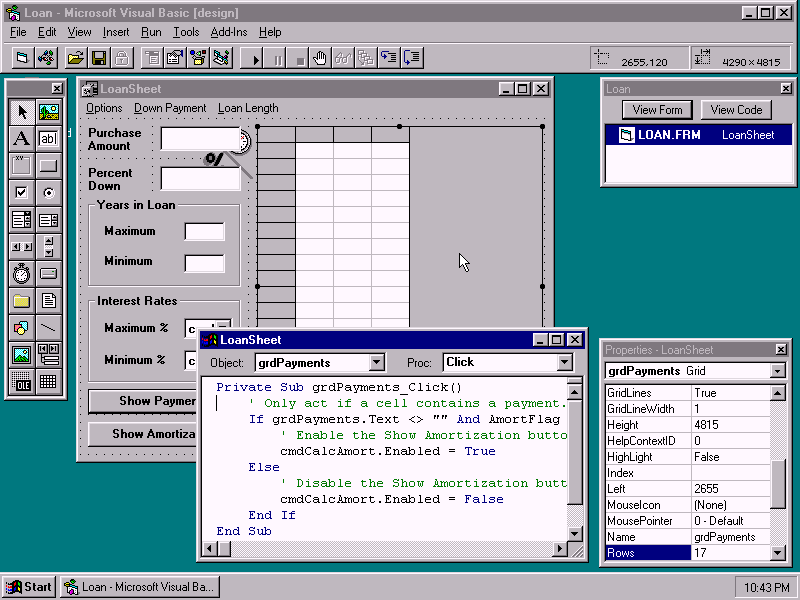 Loan - Microsoft Visual Basic [design]
File Edit View Insert Run Tools Add-Ins Help
2655,120 4290×4815
LoanSheet
Options Down Payment Loan Length
Purchase
Amount
Percent
Down
Years in Loan
Maximum
Minimum
Interest Rates
Maximum %
Minimum %
Show Paymer
Show Amortiza
A
ab|
XY
OLE
%
Loan
View Form View Code
LOAN.FRM LoanSheet
LoanSheet
Object: grdPayments Proc: Click
Private Sub grdPayments_Click()
' Only act if a cell contains a payment.
If grdPayments.Text <> "" And AmortFlag
' Enable the Show Amortization butto
cmdCalcAmort.Enabled = True
Else
' Disable the Show Amortization butt
cmdCalcAmort.Enabled = False
End If
End Sub
Properties - LoanSheet
grdPayments Grid
GridLines True
GridLineWidth 1
Height 4815
HelpContextID 0
HighLight False
Index
Left 2655
MouseIcon (None)
MousePointer 0 - Default
Name grdPayments
Rows 17
Start Loan - Microsoft Visual Ba... 10:43 PM